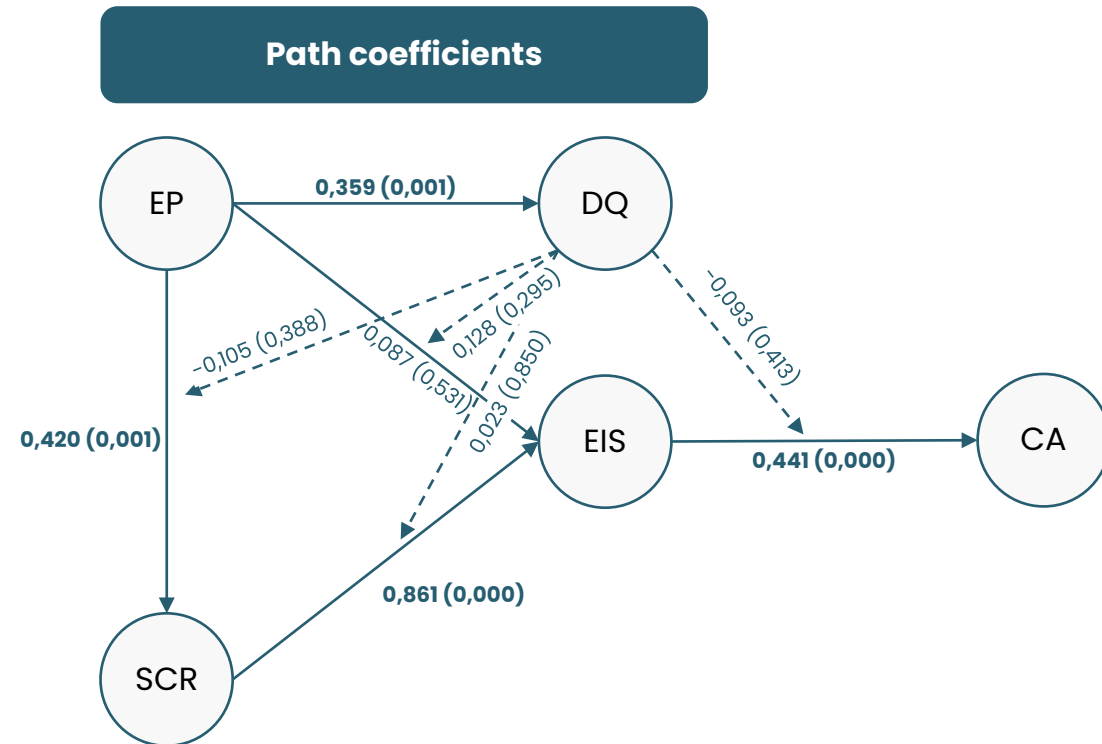 Path coefficients
EP
0,359 (0,001)
DQ
-0,105 (0,388)
0,087 (0,531)
0,128 (0,295)
0,023 (0,850)
-0,093 (0,413)
0,420 (0,001)
EIS
0,441 (0,000)
CA
0,861 (0,000)
SCR